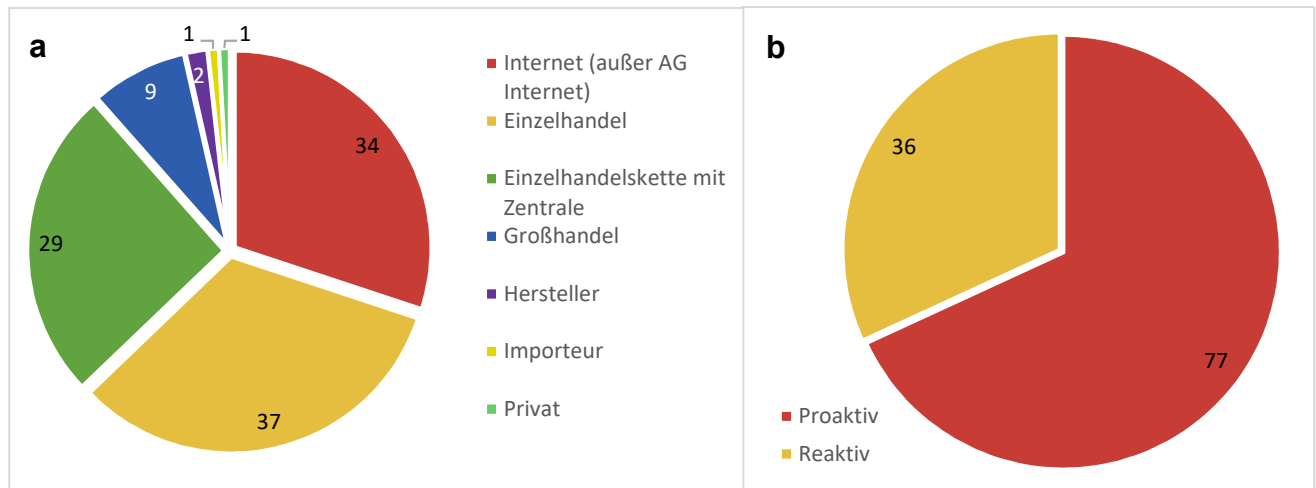 a
1
1
2
9
34
29
37
Internet (außer AG
Internet)
Einzelhandel
Einzelhandelskette mit
Zentrale
Großhandel
Hersteller
Importeur
Privat
b
36
77
Proaktiv
Reaktiv